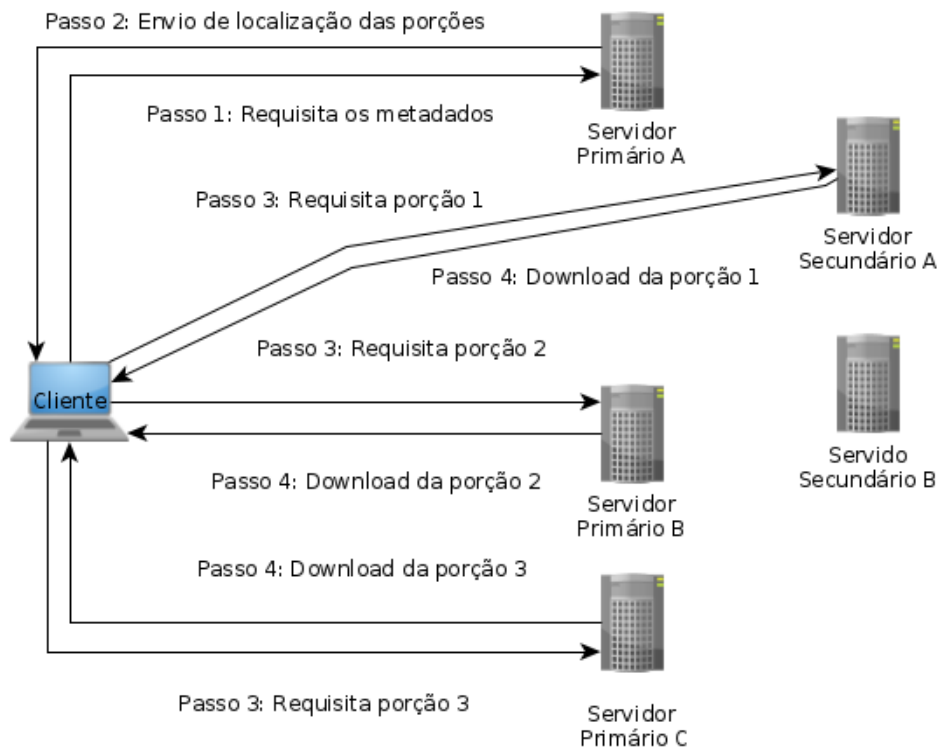 Passo 2: Envio de localização das porções
Passo 1: Requisita os metadados
Servidor
Primário A
Passo 3: Requisita porção 1
Servidor
Secundário A
Passo 4: Download da porção 1
Passo 3: Requisita porção 2
Cliente
Passo 4: Download da porção 2
Servidor
Primário B
Servido
Secundário B
Passo 4: Download da porção 3
Passo 3: Requisita porção 3
Servidor
Primário C